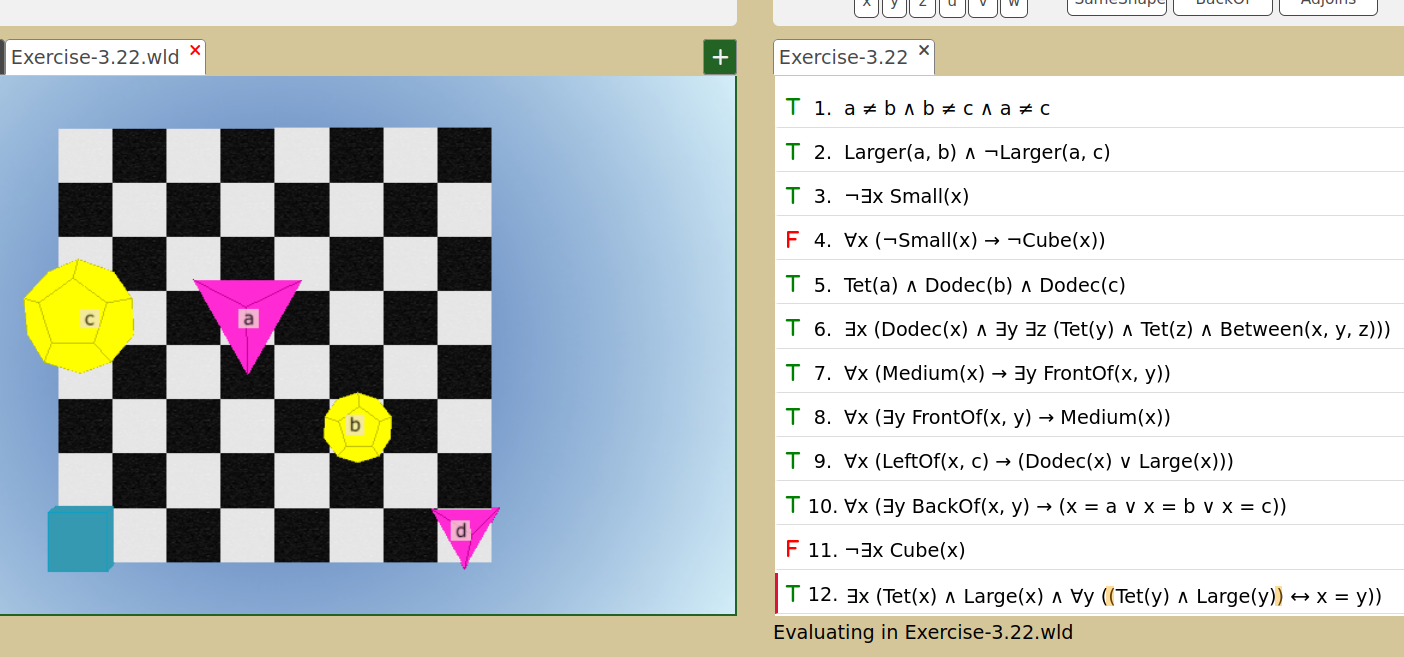 x y z u v w SameShape BackOf Adjoins
Exercise-3.22.wld × +
Exercise-3.22 ×
T 1. a ≠ b ∧ b ≠ c ∧ a ≠ c
T 2. Larger(a, b) ∧ ¬Larger(a, c)
T 3. ¬∃x Small(x)
F 4. ∀x (¬Small(x) → ¬Cube(x))
T 5. Tet(a) ∧ Dodec(b) ∧ Dodec(c)
T 6. ∃x (Dodec(x) ∧ ∃y ∃z (Tet(y) ∧ Tet(z) ∧ Between(x, y, z)))
T 7. ∀x (Medium(x) → ∃y FrontOf(x, y))
T 8. ∀x (∃y FrontOf(x, y) → Medium(x))
T 9. ∀x (LeftOf(x, c) → (Dodec(x) ∨ Large(x)))
T 10. ∀x (∃y BackOf(x, y) → (x = a ∨ x = b ∨ x = c))
F 11. ¬∃x Cube(x)
T 12. ∃x (Tet(x) ∧ Large(x) ∧ ∀y ((Tet(y) ∧ Large(y)) ↔ x = y))
Evaluating in Exercise-3.22.wld
c
a
b
d